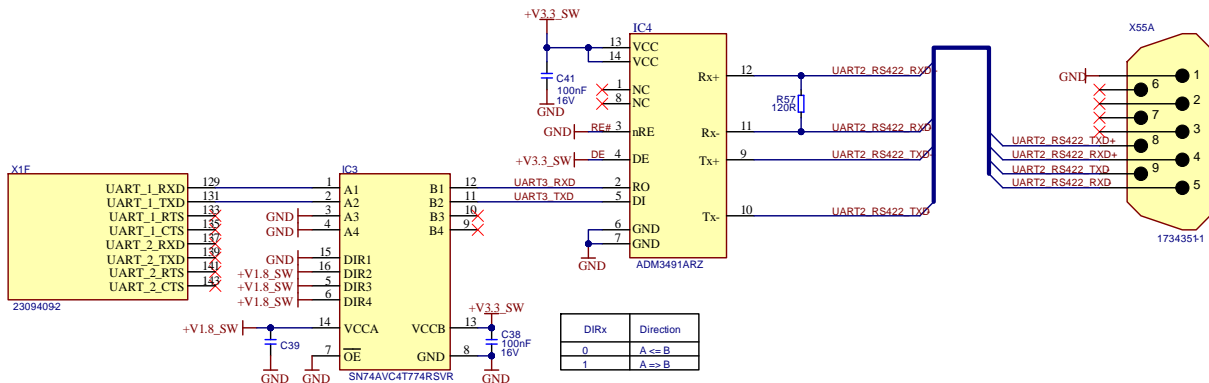 +V3.3_SW
IC4
13 VCC
14 VCC
C41
100nF
16V
GND
1 NC
8 NC
GND RE# 3 nRE
+V3.3_SW DE 4 DE
2 RO
5 DI
6 GND
7 GND
GND
Rx+ 12 UART2_RS422_RXD+
R57
120R
Rx- 11 UART2_RS422_RXD-
Tx+ 9 UART2_RS422_TXD+
Tx- 10 UART2_RS422_TXD-
ADM3491ARZ
X55A
GND 1
6
2
7
3
UART2_RS422_TXD+ 8
UART2_RS422_RXD+ 4
UART2_RS422_TXD- 9
UART2_RS422_RXD- 5
1734351-1
X1F
UART_1_RXD 129
UART_1_TXD 131
UART_1_RTS 133
UART_1_CTS 135
UART_2_RXD 137
UART_2_TXD 139
UART_2_RTS 141
UART_2_CTS 143
2309409-2
IC3
1 A1
2 A2
GND 3 A3
GND 4 A4
GND 15 DIR1
+V1.8_SW 16 DIR2
+V1.8_SW 5 DIR3
+V1.8_SW 6 DIR4
+V1.8_SW 14 VCCA
C39
GND
7 OE
GND
B1 12 UART3_RXD
B2 11 UART3_TXD
B3 10
B4 9
+V3.3_SW
VCCB 13
C38
100nF
16V
GND 8
GND
SN74AVC4T774RSVR
DIRx Direction
0 A <= B
1 A => B